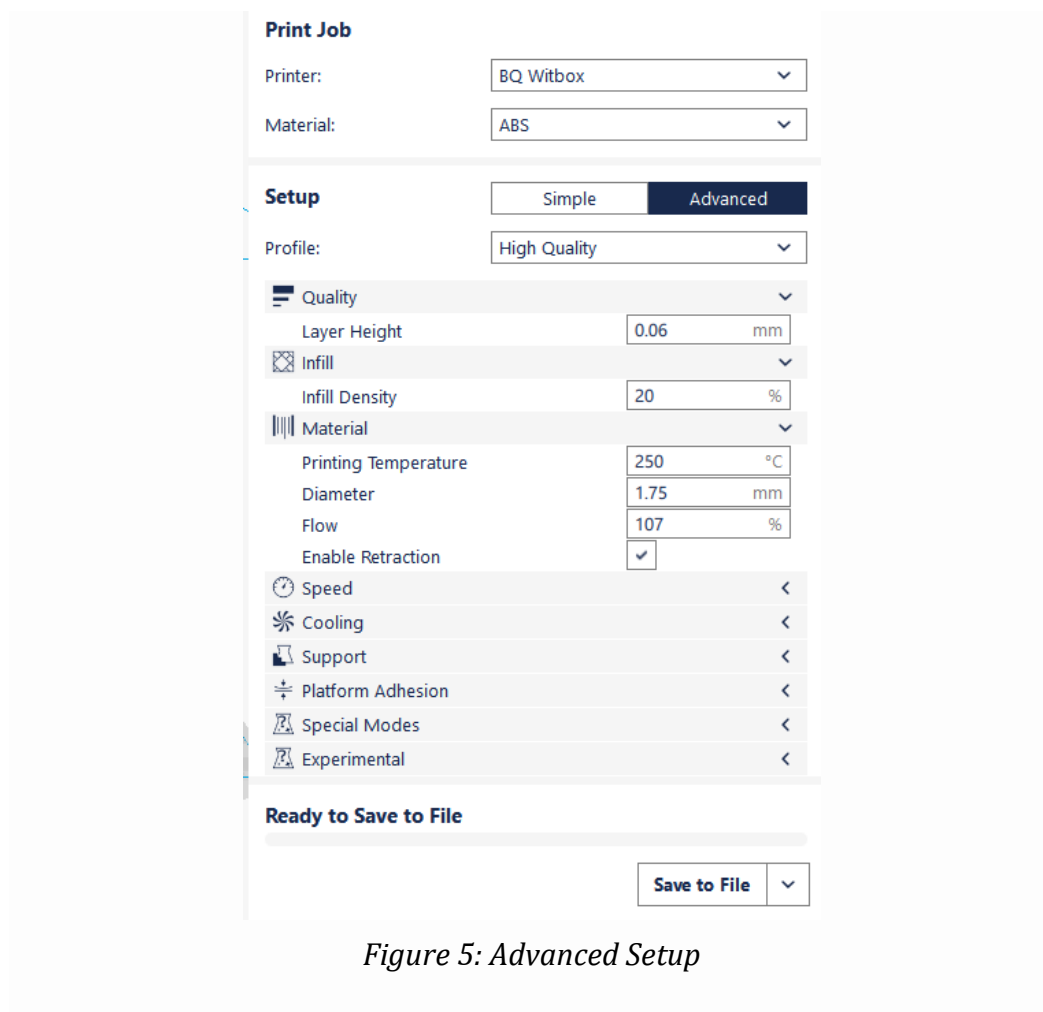 Print Job
Printer: BQ Witbox
Material: ABS
Setup Simple Advanced
Profile: High Quality
Quality
Layer Height 0.06 mm
Infill
Infill Density 20 %
Material
Printing Temperature 250 °C
Diameter 1.75 mm
Flow 107 %
Enable Retraction
Speed
Cooling
Support
Platform Adhesion
Special Modes
Experimental
Ready to Save to File
Save to File
Figure 5: Advanced Setup